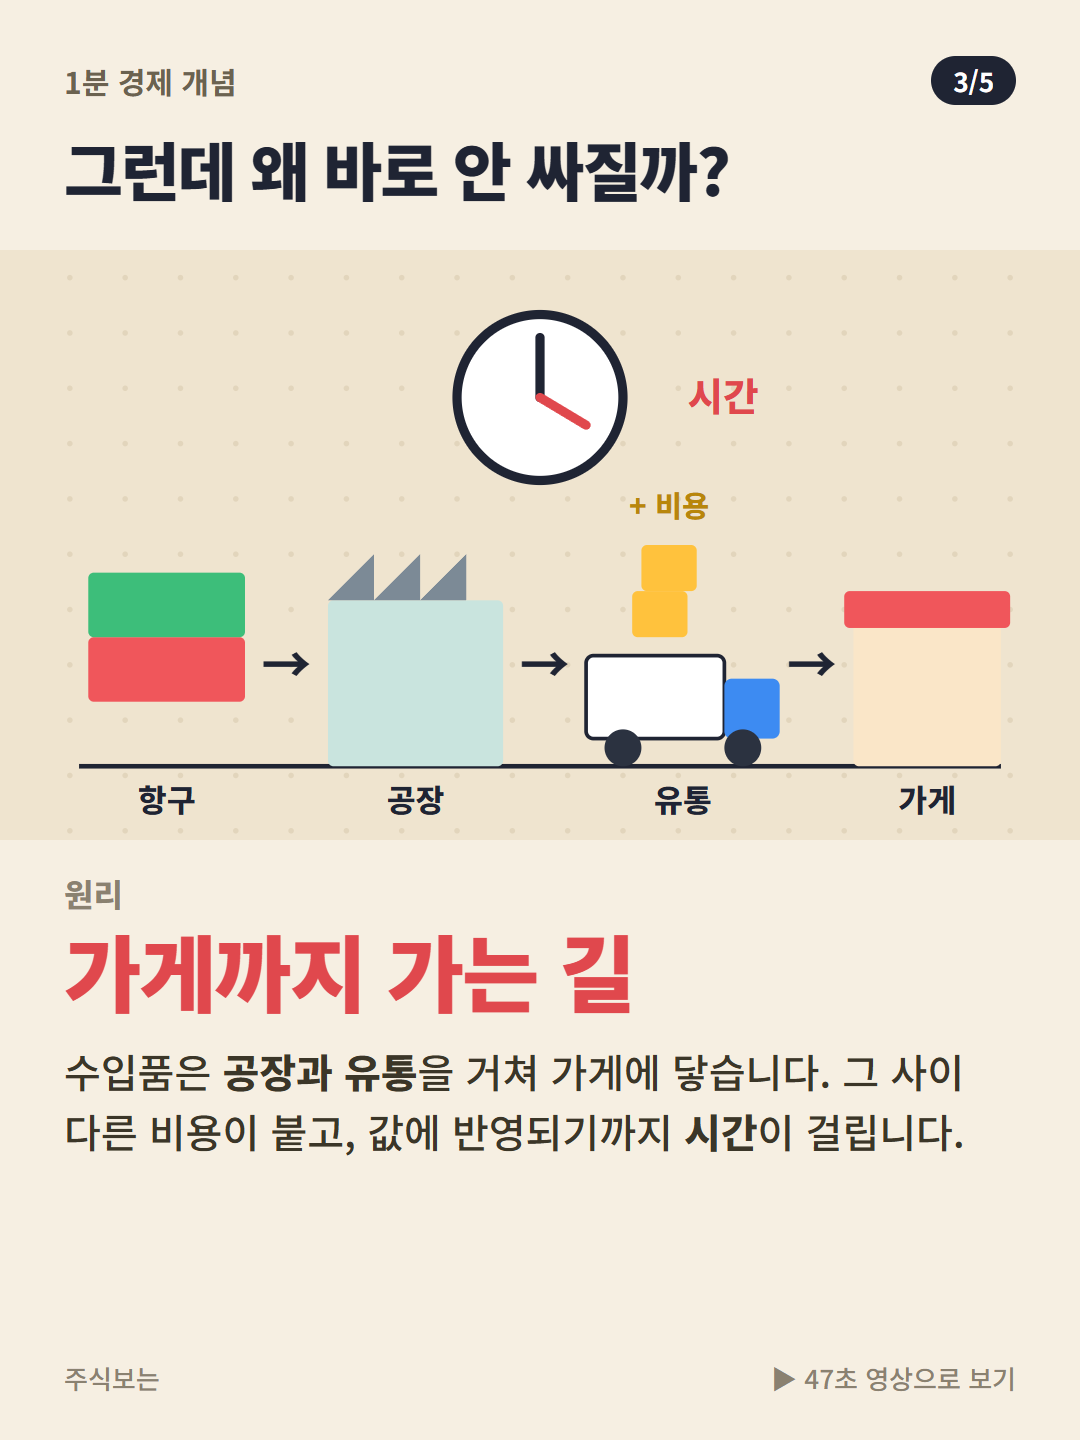 1분 경제 개념
3/5
그런데 왜 바로 안 싸질까?
시간
+ 비용
→ → →
항구 공장 유통 가게
원리
가게까지 가는 길
수입품은 공장과 유통을 거쳐 가게에 닿습니다. 그 사이
다른 비용이 붙고, 값에 반영되기까지 시간이 걸립니다.
주식보는
▶ 47초 영상으로 보기